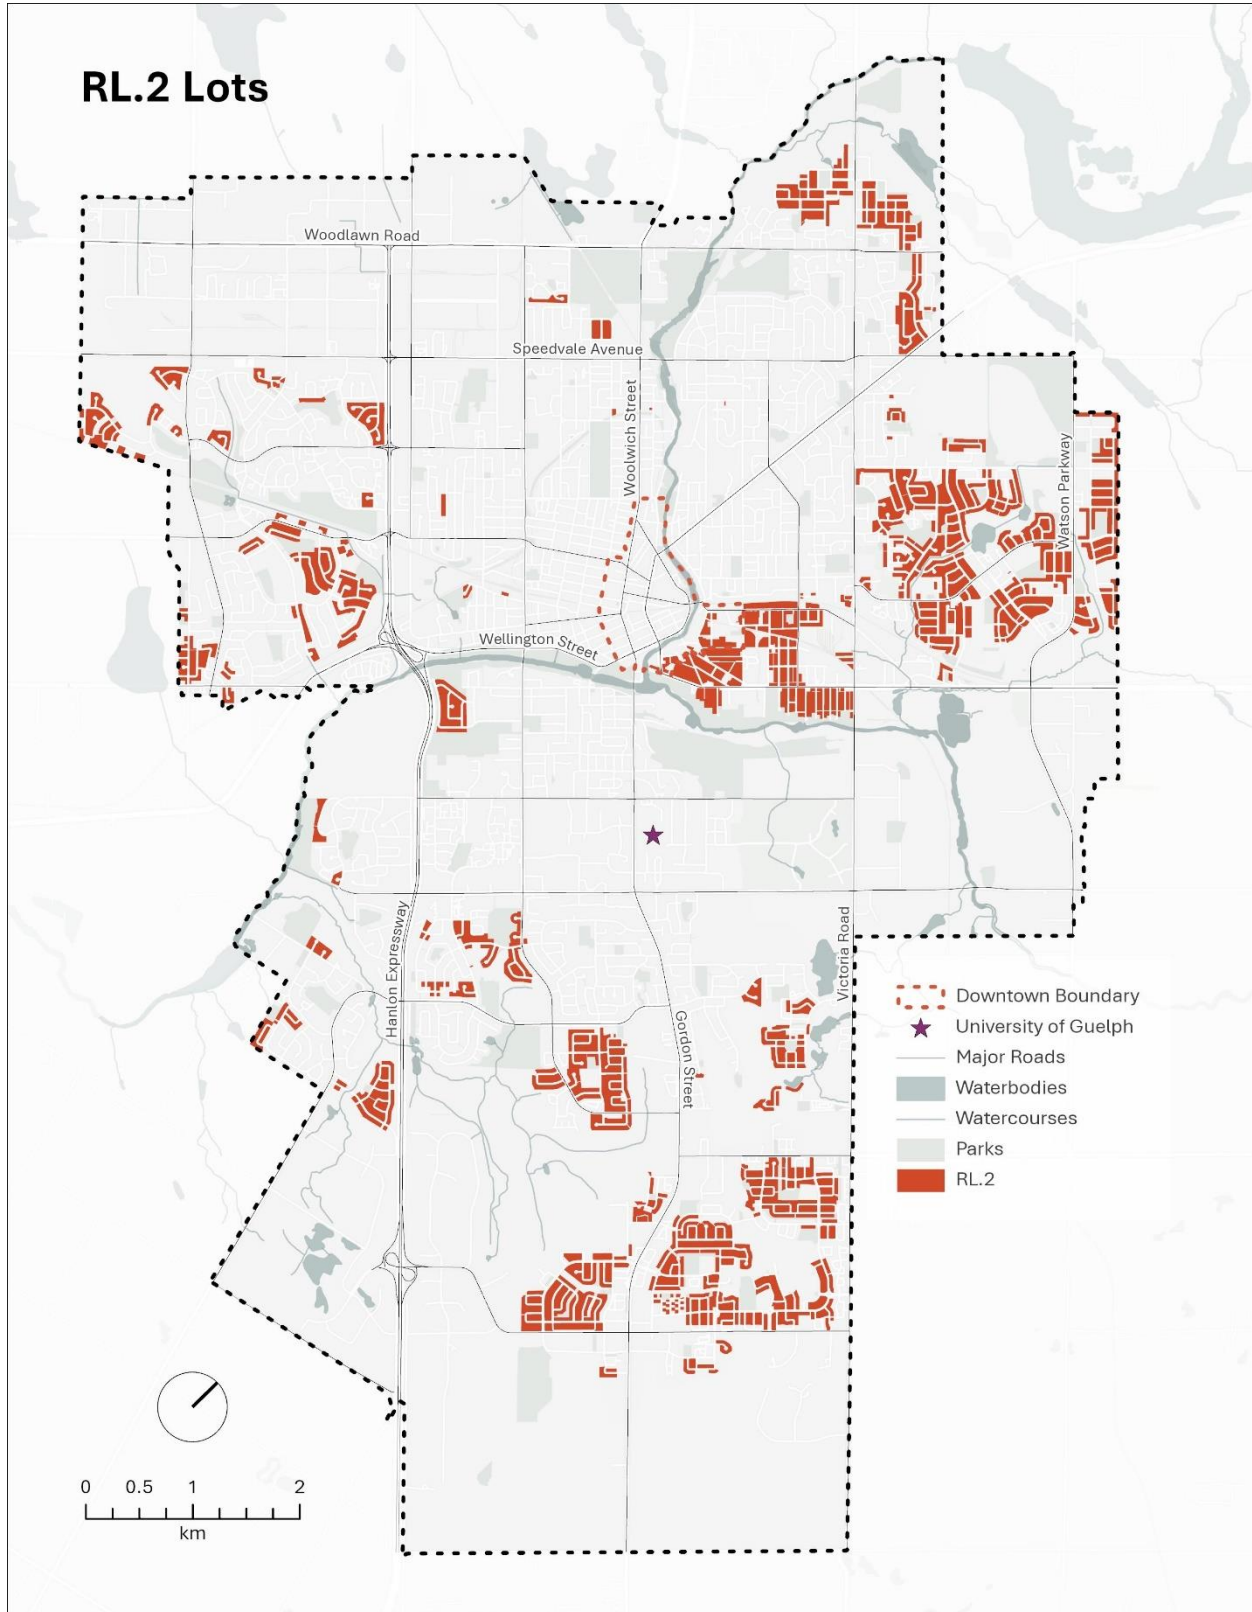 RL.2 Lots
Woodlawn Road
Speedvale Avenue
Woolwich Street
Watson Parkway
Wellington Street
Hanlon Expressway
Victoria Road
Gordon Street
Downtown Boundary
University of Guelph
Major Roads
Waterbodies
Watercourses
Parks
RL.2
0 0.5 1 2
km